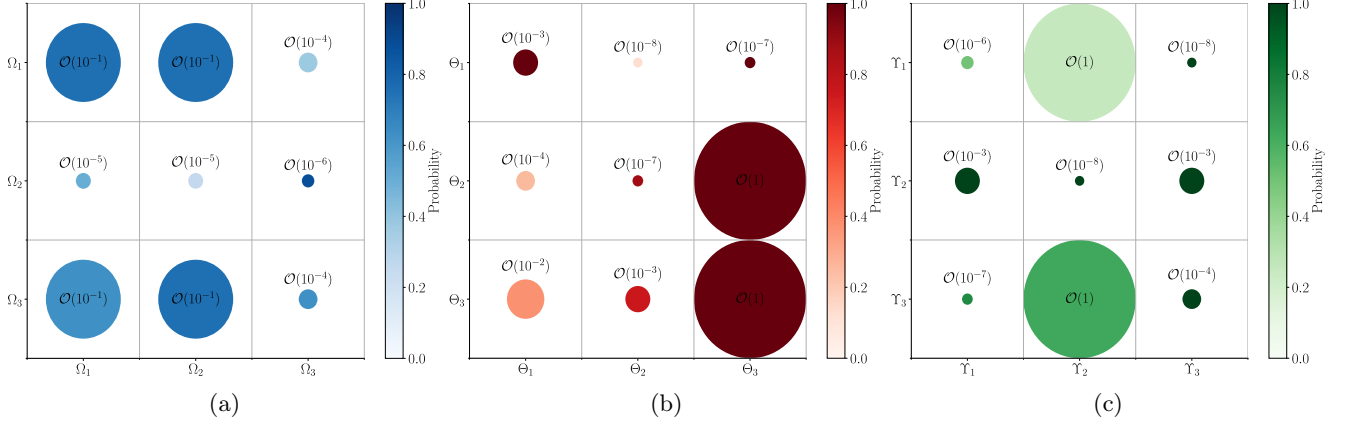 Ω₁
Ω₂
Ω₃
𝒪(10⁻¹)
𝒪(10⁻¹)
𝒪(10⁻⁴)
𝒪(10⁻⁵)
𝒪(10⁻⁵)
𝒪(10⁻⁶)
𝒪(10⁻¹)
𝒪(10⁻¹)
𝒪(10⁻⁴)
Ω₁ Ω₂ Ω₃
1.0
0.8
0.6
0.4
0.2
0.0
Probability
(a)
Θ₁
Θ₂
Θ₃
𝒪(10⁻³)
𝒪(10⁻⁸)
𝒪(10⁻⁷)
𝒪(10⁻⁴)
𝒪(10⁻⁷)
𝒪(1)
𝒪(10⁻²)
𝒪(10⁻³)
𝒪(1)
Θ₁ Θ₂ Θ₃
1.0
0.8
0.6
0.4
0.2
0.0
Probability
(b)
ϒ₁
ϒ₂
ϒ₃
𝒪(10⁻⁶)
𝒪(1)
𝒪(10⁻⁸)
𝒪(10⁻³)
𝒪(10⁻⁸)
𝒪(10⁻³)
𝒪(10⁻⁷)
𝒪(1)
𝒪(10⁻⁴)
ϒ₁ ϒ₂ ϒ₃
1.0
0.8
0.6
0.4
0.2
0.0
Probability
(c)